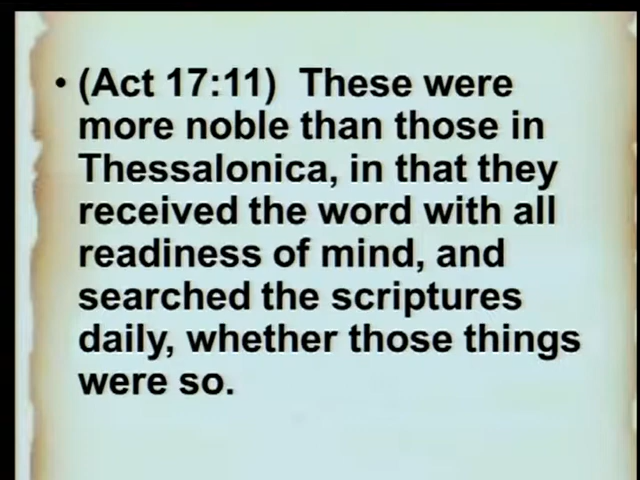 • (Act 17:11) These were
more noble than those in
Thessalonica, in that they
received the word with all
readiness of mind, and
searched the scriptures
daily, whether those things
were so.